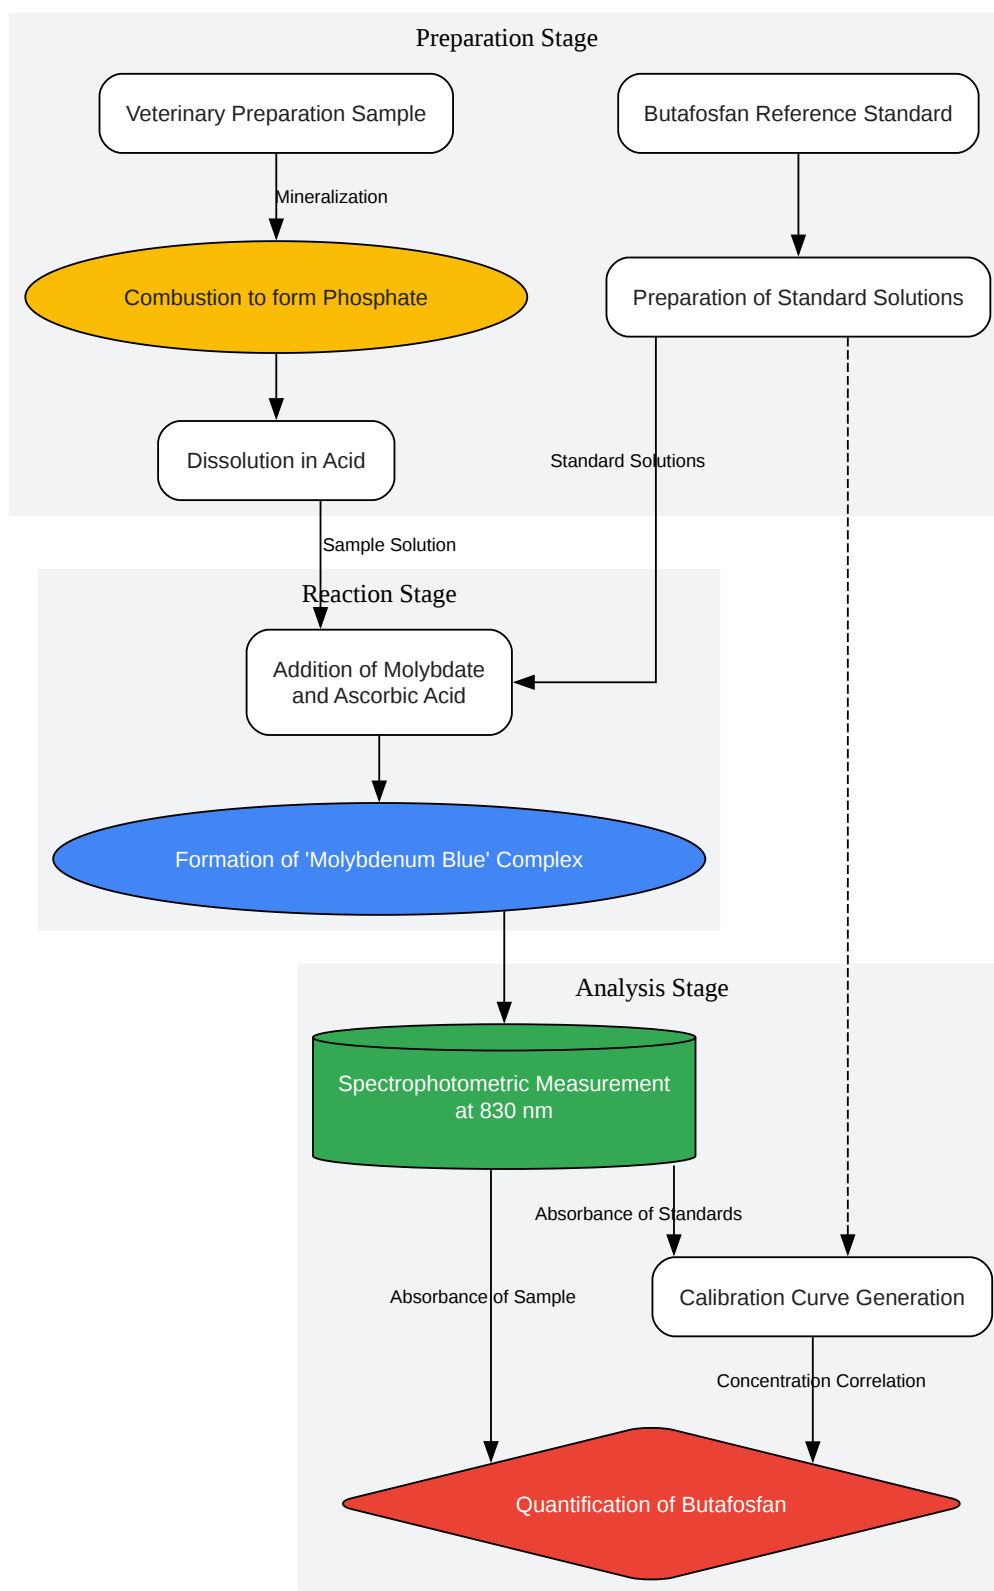 Preparation Stage
Veterinary Preparation Sample
Butafosfan Reference Standard
Mineralization
Combustion to form Phosphate
Preparation of Standard Solutions
Dissolution in Acid
Standard Solutions
Sample Solution
Reaction Stage
Addition of Molybdate
and Ascorbic Acid
Formation of 'Molybdenum Blue' Complex
Analysis Stage
Spectrophotometric Measurement
at 830 nm
Absorbance of Standards
Absorbance of Sample
Calibration Curve Generation
Concentration Correlation
Quantification of Butafosfan